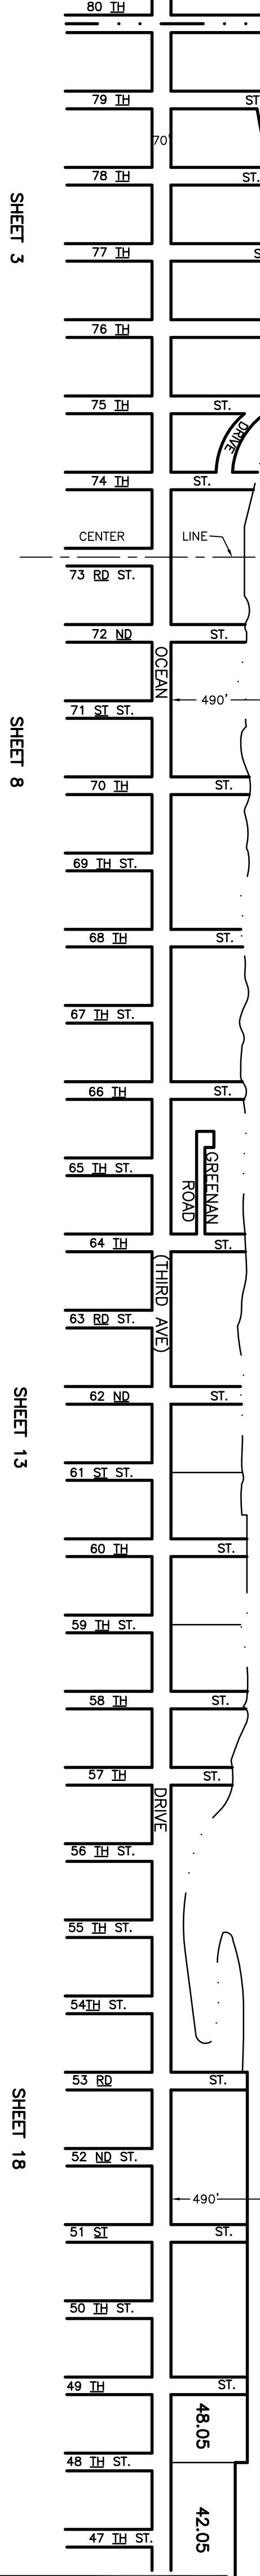 80 TH
79 TH ST
70'
78 TH ST.
SHEET 3
77 TH S
76 TH
75 TH ST.
DRIVE
74 TH ST.
CENTER LINE
73 RD ST.
72 ND ST.
OCEAN
490'
71 ST ST.
SHEET 8
70 TH ST.
69 TH ST.
68 TH ST.
67 TH ST.
66 TH ST.
GREENAN
ROAD
65 TH ST.
64 TH ST.
(THIRD AVE)
63 RD ST.
62 ND ST.
SHEET 13
61 ST ST.
60 TH ST.
59 TH ST.
58 TH ST.
57 TH ST.
DRIVE
56 TH ST.
55 TH ST.
54TH ST.
53 RD ST.
SHEET 18
52 ND ST.
490'
51 ST ST.
50 TH ST.
49 TH ST.
48.05
48 TH ST.
42.05
47 TH ST.